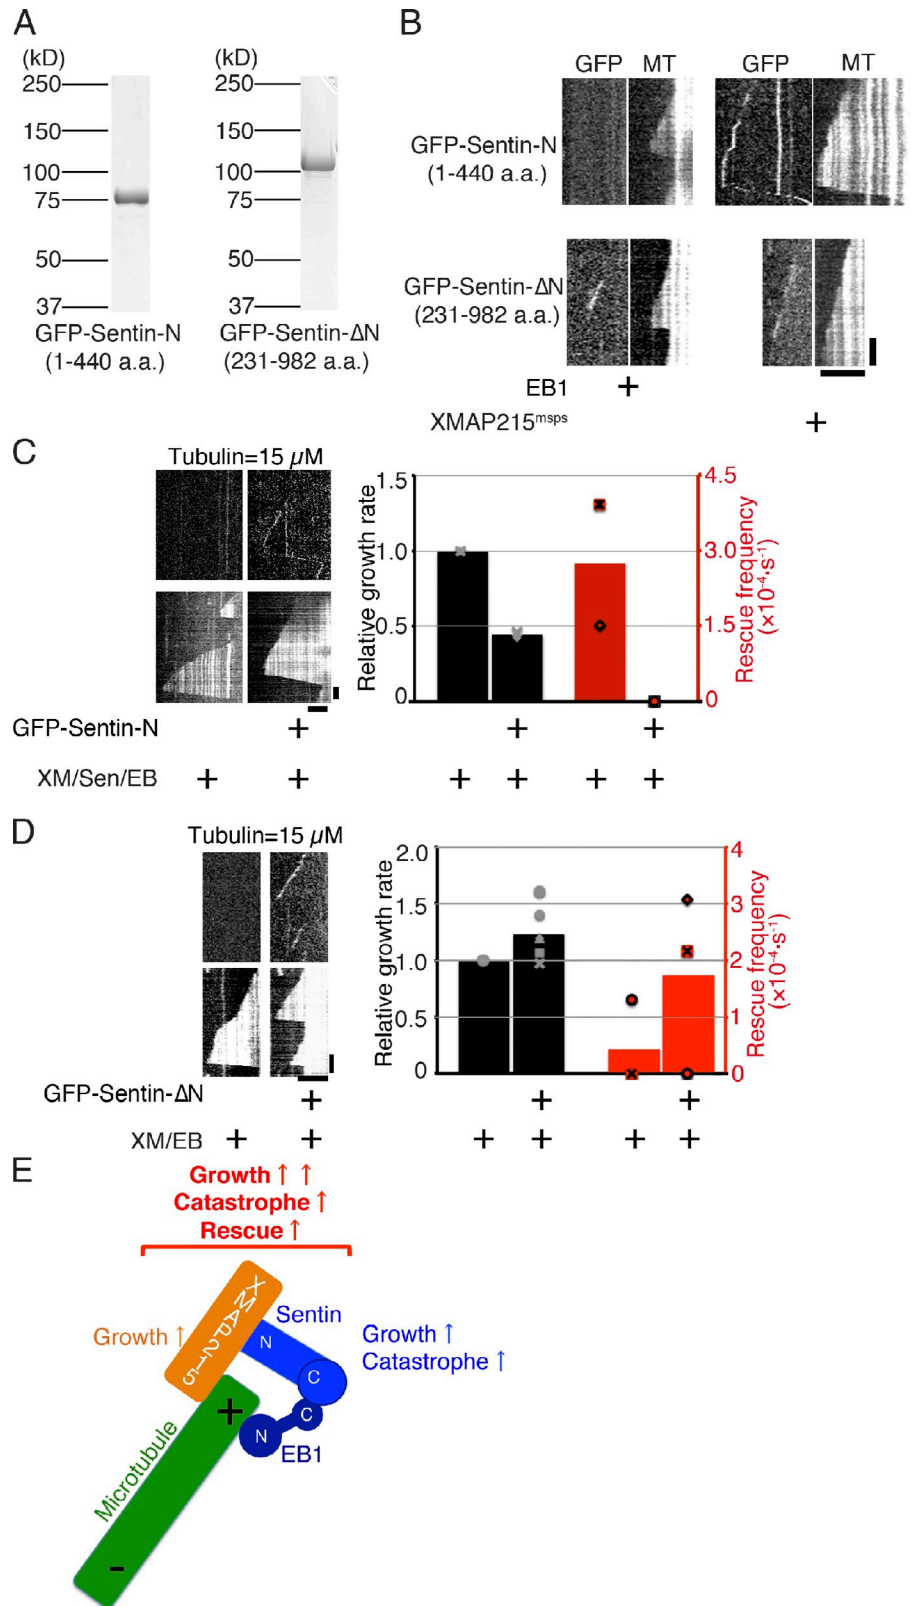 A
(kD)
250
150
100
75
50
37
GFP-Sentin-N
(1-440 a.a.)
(kD)
250
150
100
75
50
37
GFP-Sentin-ΔN
(231-982 a.a.)
B
GFP MT GFP MT
GFP-Sentin-N
(1-440 a.a.)
GFP-Sentin-ΔN
(231-982 a.a.)
EB1 +
XMAP215msps +
C
Tubulin=15 μM
Relative growth rate
1.5
1.0
0.5
0
4.5
3.0
1.5
0
Rescue frequency
(×10-4·s-1)
GFP-Sentin-N + + +
XM/Sen/EB + + + + + +
D
Tubulin=15 μM
Relative growth rate
2.0
1.5
1.0
0.5
0
4
3
2
1
0
Rescue frequency
(×10-4·s-1)
GFP-Sentin-ΔN + + +
XM/EB + + + + + +
E
Growth ↑ ↑
Catastrophe ↑
Rescue ↑
XMAP215
Growth ↑
Sentin
N
C
Growth ↑
Catastrophe ↑
+
C
N
EB1
Microtubule
-